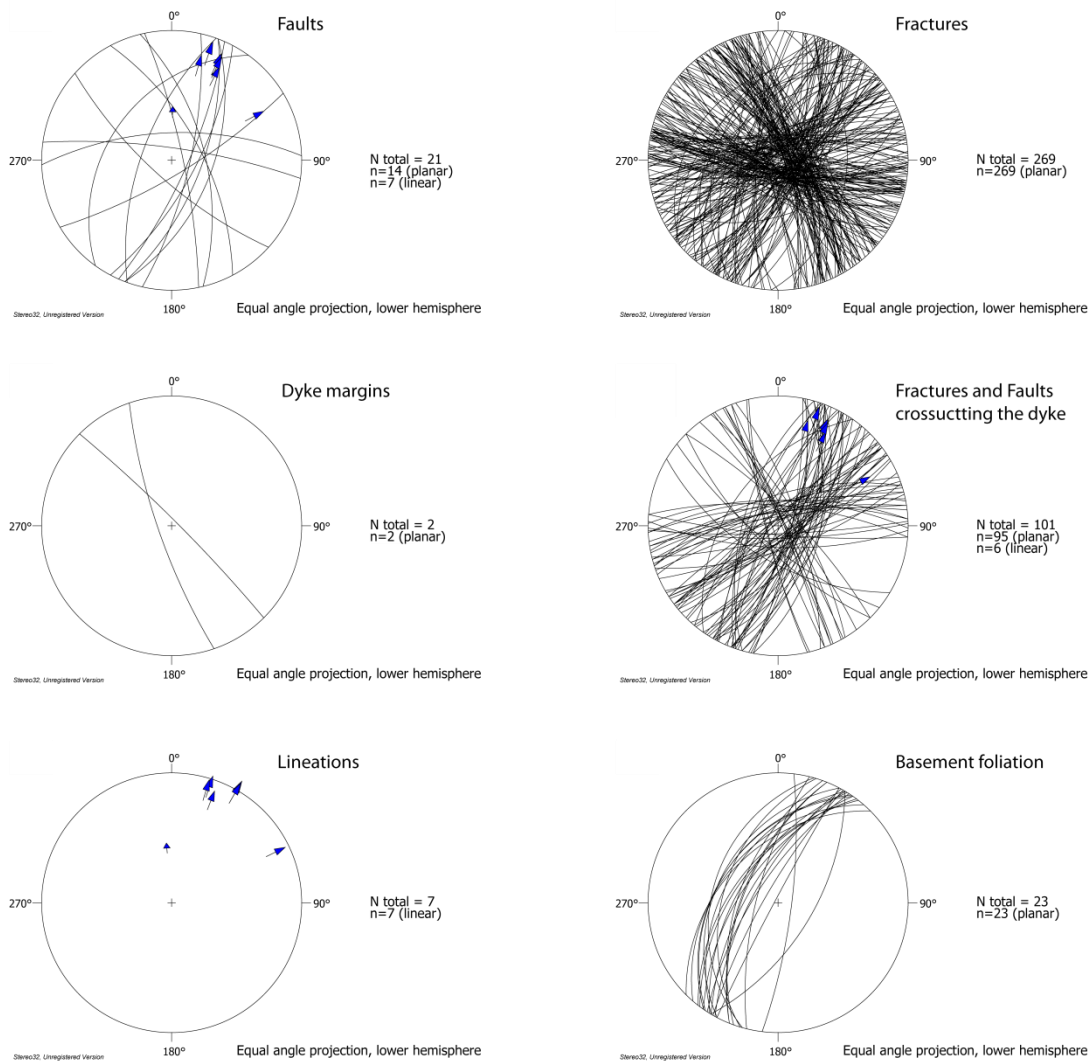 Faults
0°
270°
90°
180°
N total = 21
n=14 (planar)
n=7 (linear)
Stereo32, Unregistered Version
Equal angle projection, lower hemisphere
Fractures
0°
270°
90°
180°
N total = 269
n=269 (planar)
Stereo32, Unregistered Version
Equal angle projection, lower hemisphere
Dyke margins
0°
270°
90°
180°
N total = 2
n=2 (planar)
Stereo32, Unregistered Version
Equal angle projection, lower hemisphere
Fractures and Faults
crossuctting the dyke
0°
270°
90°
180°
N total = 101
n=95 (planar)
n=6 (linear)
Stereo32, Unregistered Version
Equal angle projection, lower hemisphere
Lineations
0°
270°
90°
180°
N total = 7
n=7 (linear)
Stereo32, Unregistered Version
Equal angle projection, lower hemisphere
Basement foliation
0°
270°
90°
180°
N total = 23
n=23 (planar)
Stereo32, Unregistered Version
Equal angle projection, lower hemisphere